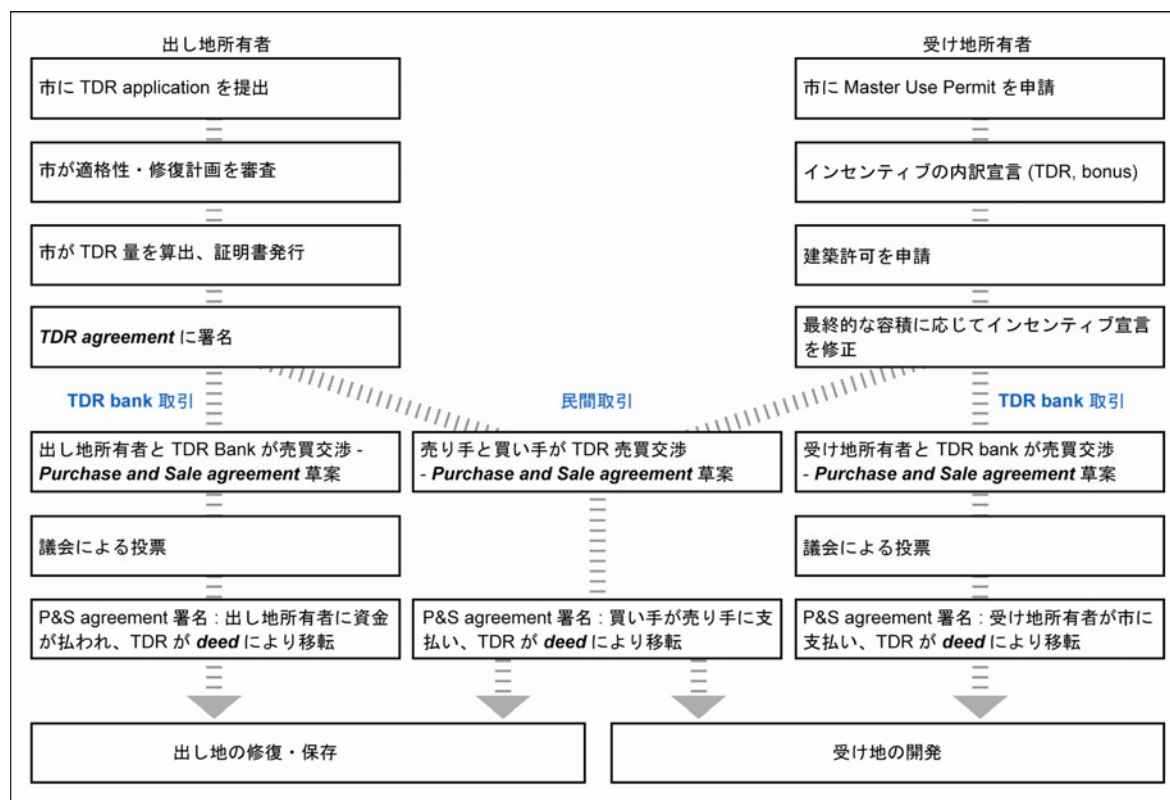 出し地所有者
市に TDR application を提出
市が適格性・修復計画を審査
市が TDR 量を算出、証明書発行
TDR agreement に署名
受け地所有者
市に Master Use Permit を申請
インセンティブの内訳宣言 (TDR, bonus)
建築許可を申請
最終的な容積に応じてインセンティブ宣言
を修正
TDR bank 取引
民間取引
TDR bank 取引
出し地所有者と TDR Bank が売買交渉 -
Purchase and Sale agreement 草案
議会による投票
P&S agreement 署名 : 出し地所有者に資金
が払われ、TDR が deed により移転
売り手と買い手が TDR 売買交渉
- Purchase and Sale agreement 草案
P&S agreement 署名 : 買い手が売り手に支
払い、TDR が deed により移転
受け地所有者と TDR bank が売買交渉
- Purchase and Sale agreement 草案
議会による投票
P&S agreement 署名 : 受け地所有者が市に
支払い、TDR が deed により移転
出し地の修復・保存
受け地の開発